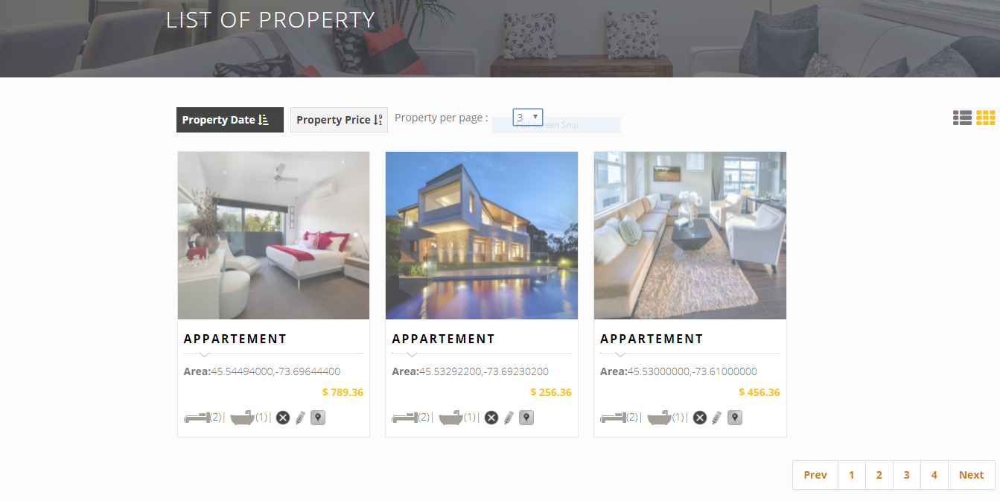 LIST OF PROPERTY
Property Date
Property Price
Property per page :
3
Full-screen Snip
APPARTEMENT
Area:45.54494000,-73.69644400
$ 789.36
(2)| (1)|
APPARTEMENT
Area:45.53292200,-73.69230200
$ 256.36
(2)| (1)|
APPARTEMENT
Area:45.53000000,-73.61000000
$ 456.36
(2)| (1)|
Prev 1 2 3 4 Next